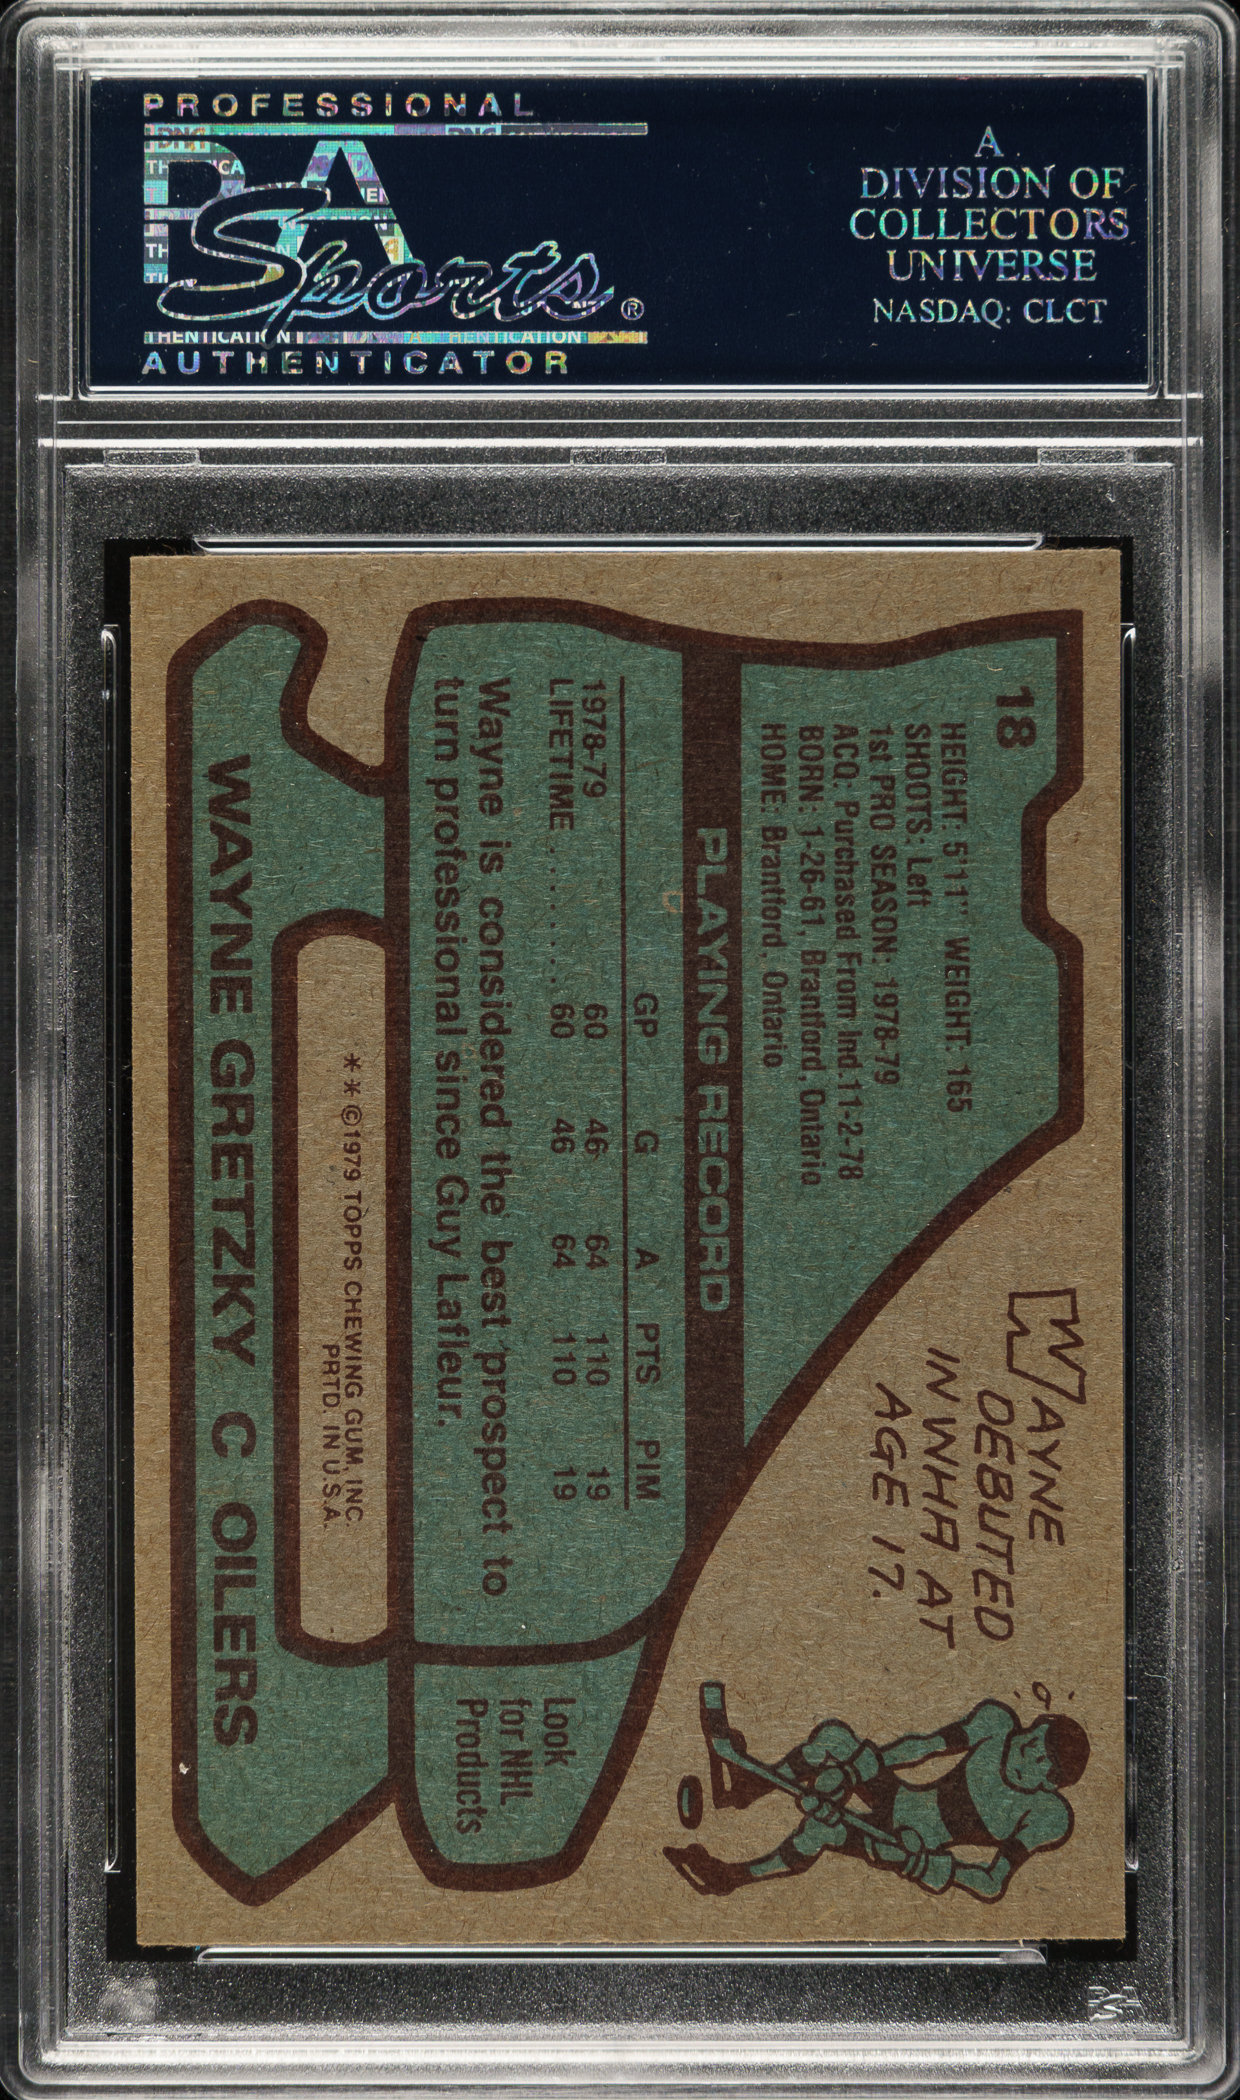 PROFESSIONAL
PSA
Sports®
AUTHENTICATOR
A
DIVISION OF
COLLECTORS
UNIVERSE
NASDAQ: CLCT
18
HEIGHT: 5'11" WEIGHT: 165
SHOOTS: Left
1st PRO SEASON: 1978-79
ACQ: Purchased From Ind. 11-2-78
BORN: 1-26-61, Brantford, Ontario
HOME: Brantford, Ontario
WAYNE
DEBUTED
IN WHA AT
AGE 17.
PLAYING RECORD
GP G A PTS PIM
1978-79 60 46 64 110 19
LIFETIME ........ 60 46 64 110 19
Wayne is considered the best prospect to
turn professional since Guy Lafleur.
Look
for NHL
Products
**©1979 TOPPS CHEWING GUM, INC.
PRTD. IN U.S.A.
WAYNE GRETZKY C OILERS
PSA